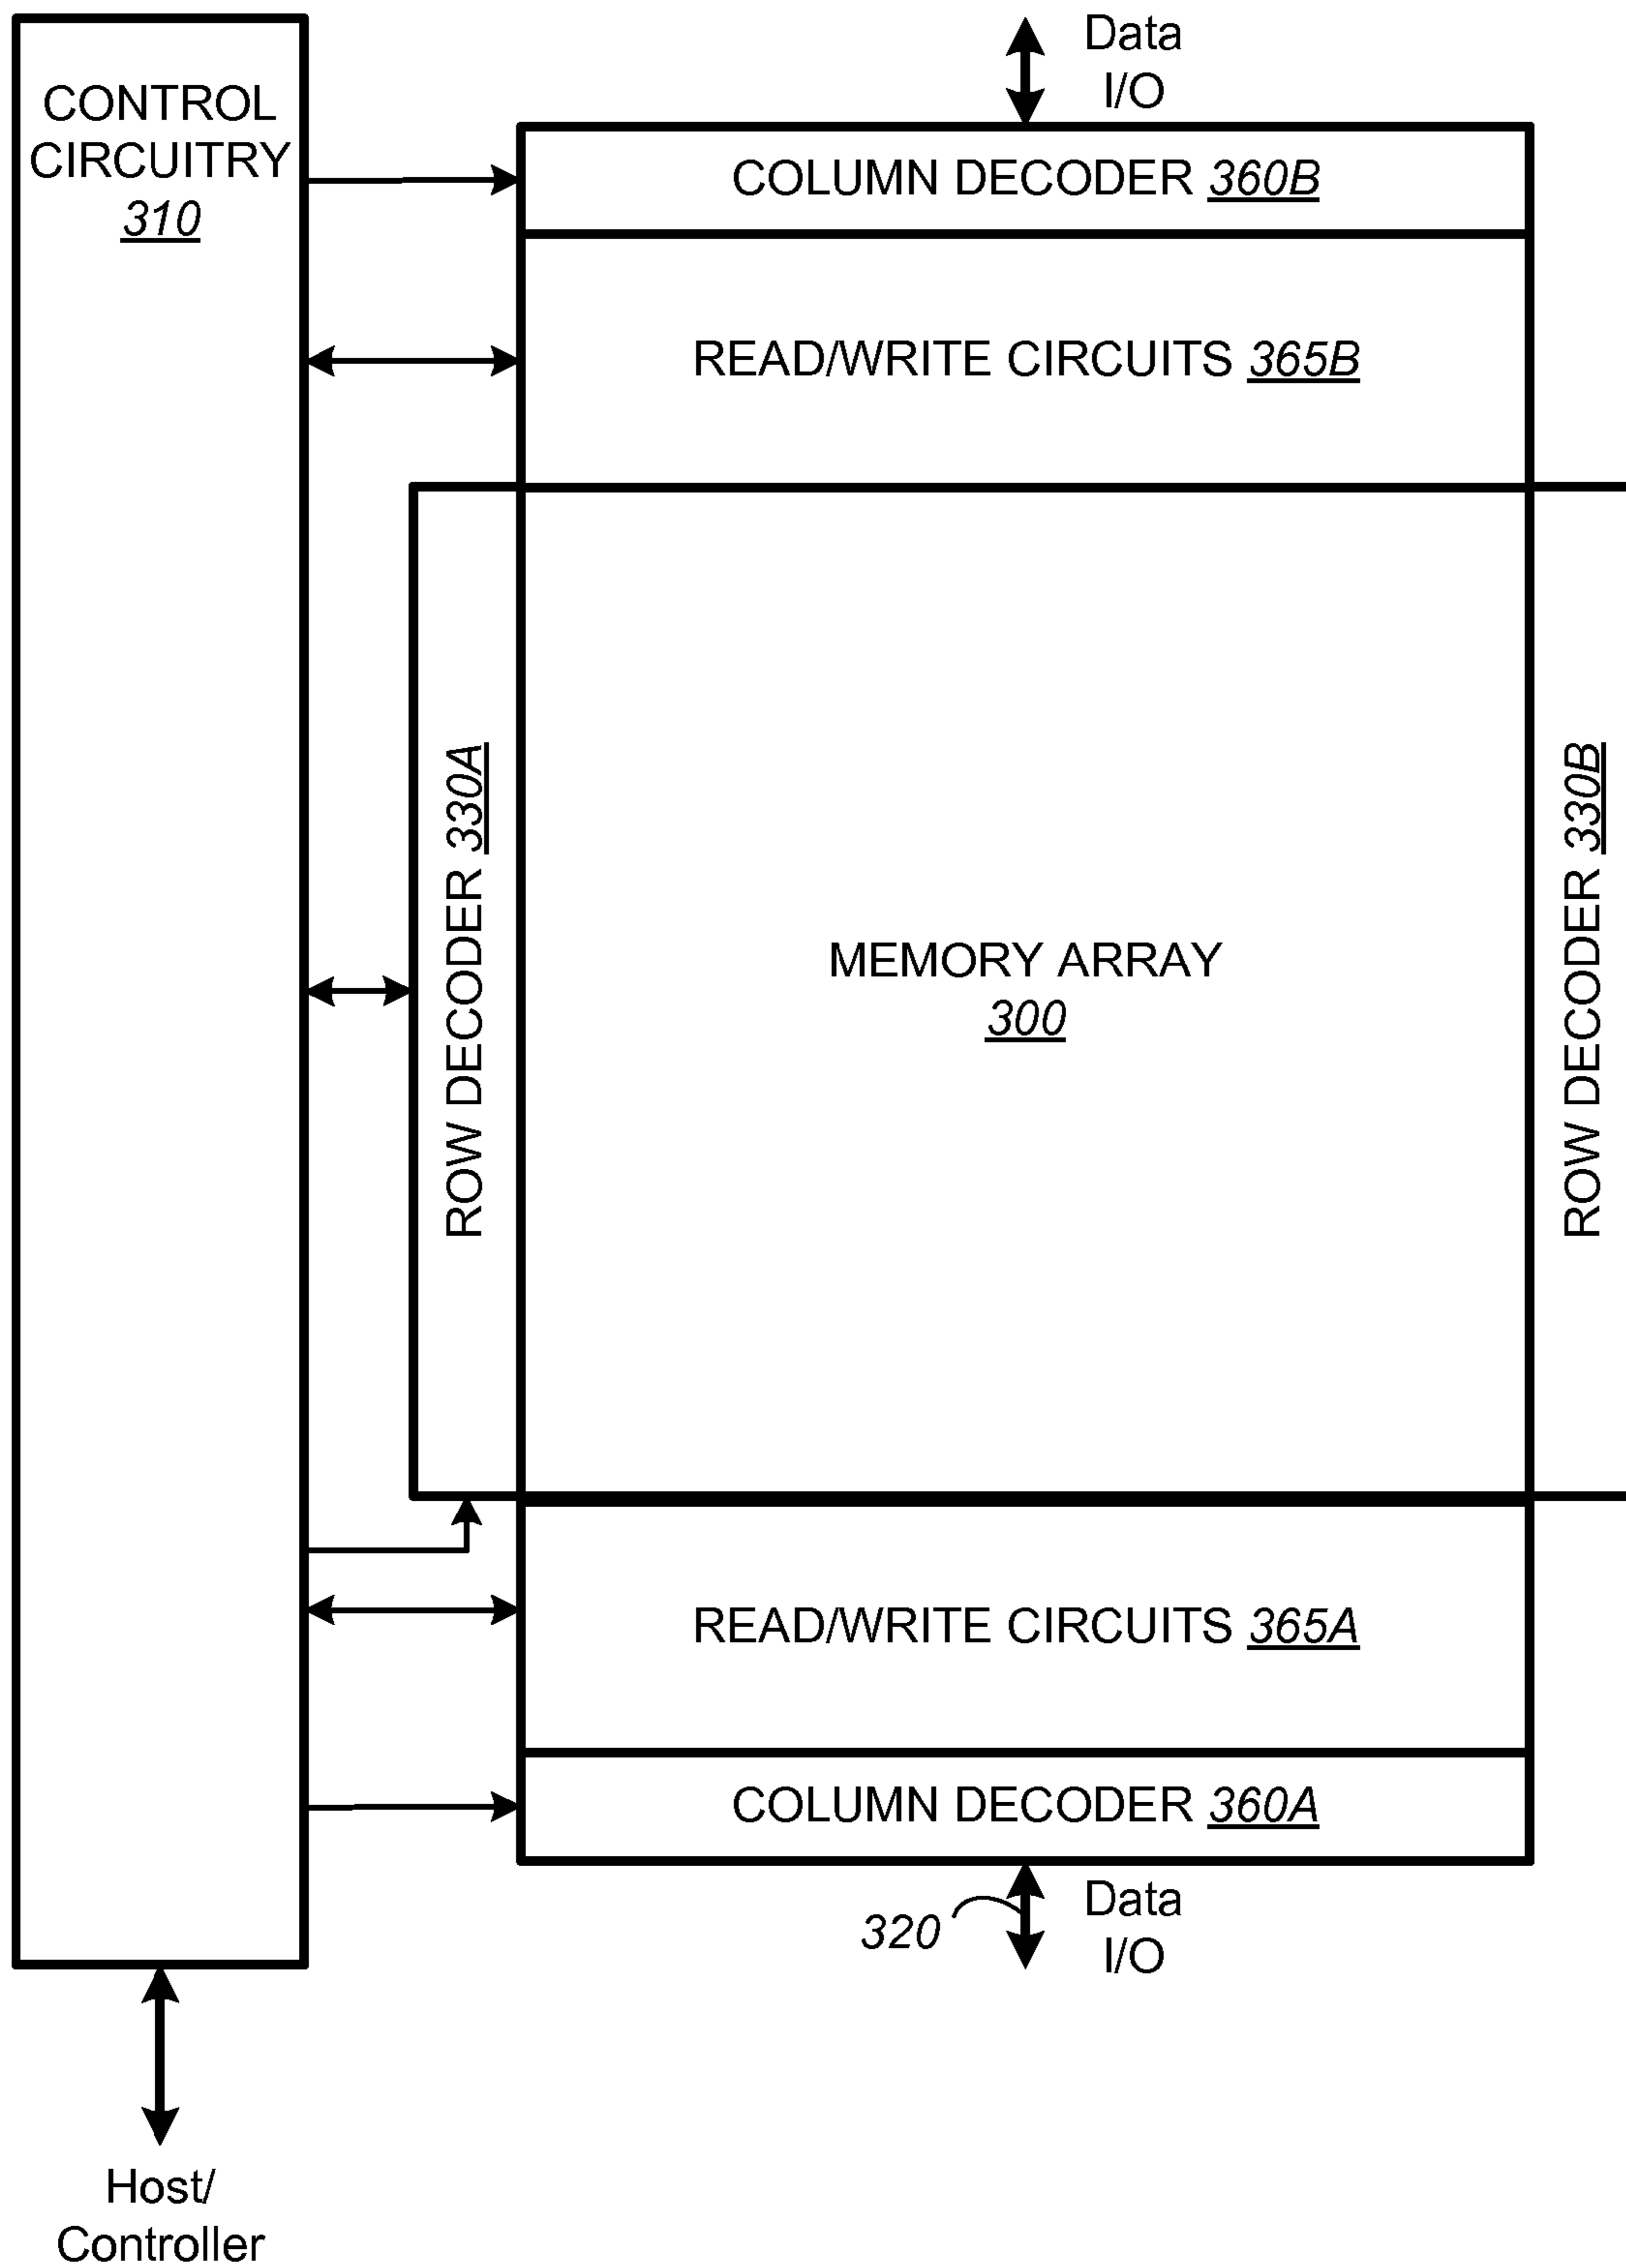 Data
I/O
CONTROL
CIRCUITRY
310
COLUMN DECODER 360B
READ/WRITE CIRCUITS 365B
ROW DECODER 330A
MEMORY ARRAY
300
ROW DECODER 330B
READ/WRITE CIRCUITS 365A
COLUMN DECODER 360A
320
Data
I/O
Host/
Controller